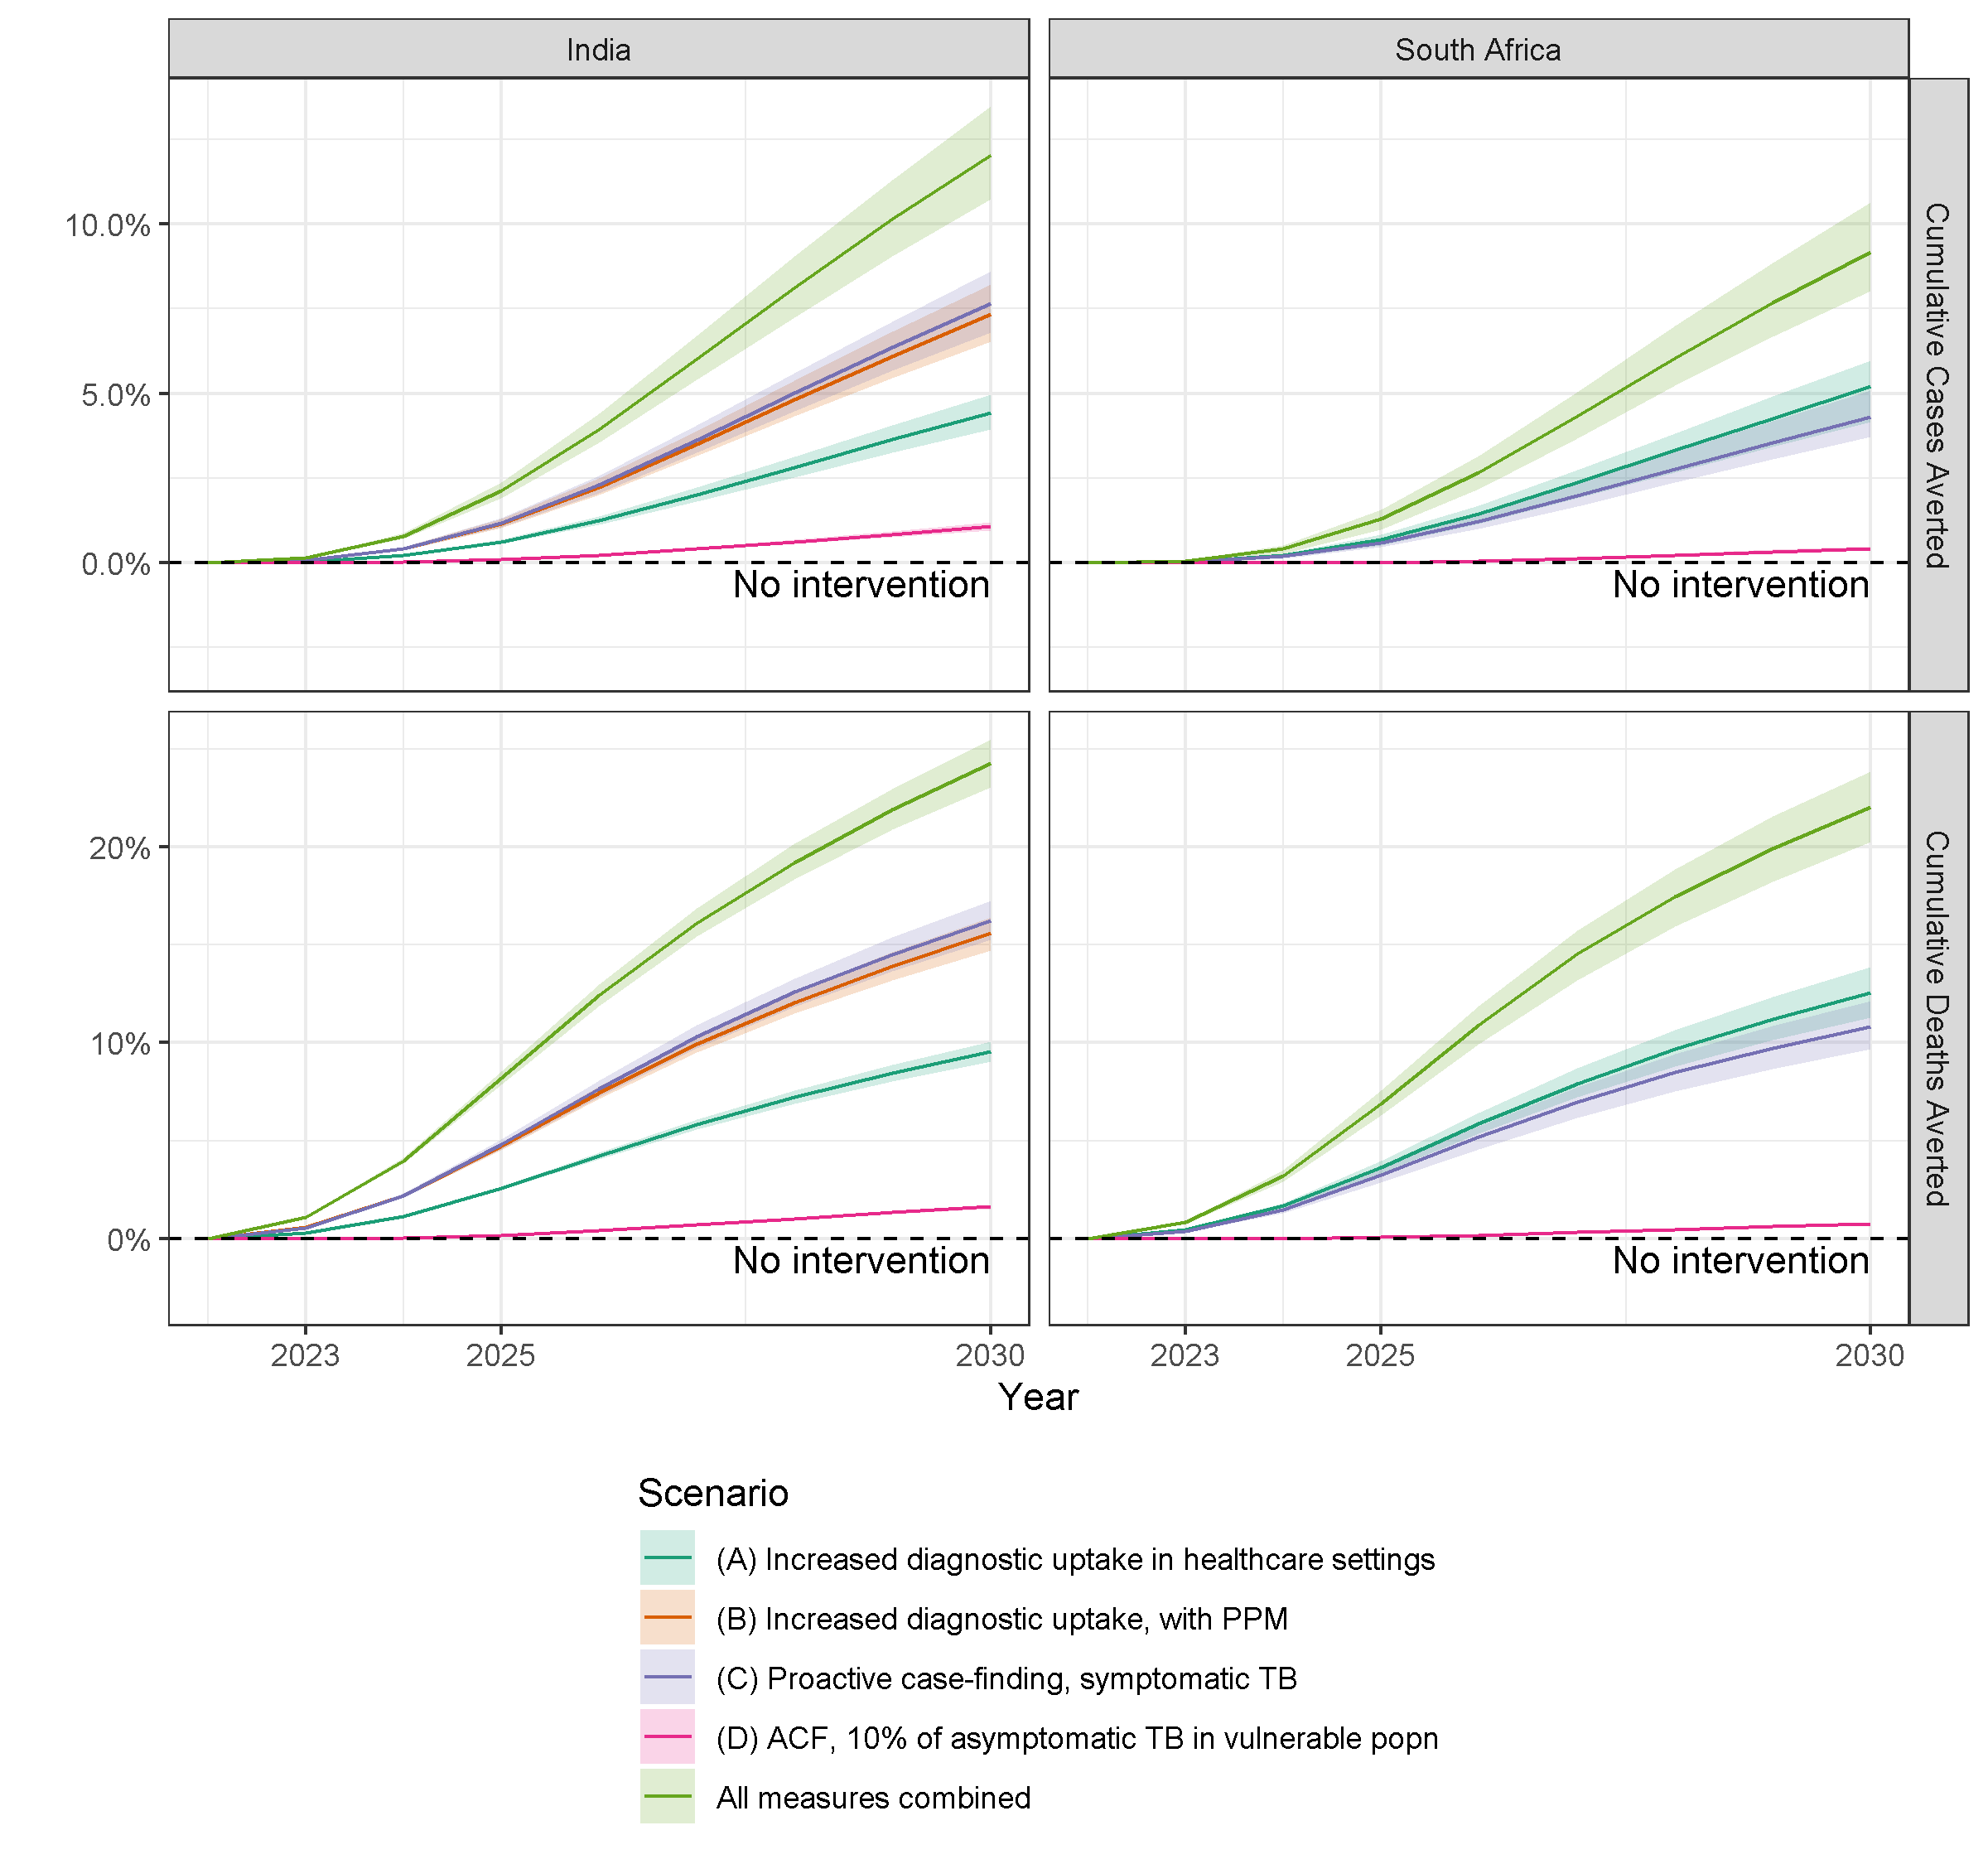 India
South Africa
10.0%
5.0%
0.0%
No intervention
No intervention
Cumulative Cases Averted
20%
10%
0%
No intervention
No intervention
Cumulative Deaths Averted
2023
2025
2030
2023
2025
2030
Year
Scenario
(A) Increased diagnostic uptake in healthcare settings
(B) Increased diagnostic uptake, with PPM
(C) Proactive case-finding, symptomatic TB
(D) ACF, 10% of asymptomatic TB in vulnerable popn
All measures combined